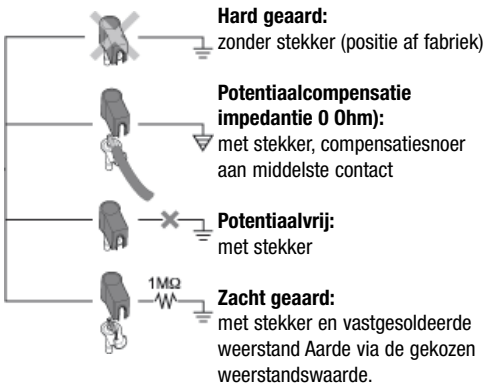 Hard geaard:
zonder stekker (positie af fabriek)
Potentiaalcompensatie
impedantie 0 Ohm):
met stekker, compensatiesnoer
aan middelste contact
Potentiaalvrij:
met stekker
1MΩ
Zacht geaard:
met stekker en vastgesoldeerde
weerstand Aarde via de gekozen
weerstandswaarde.